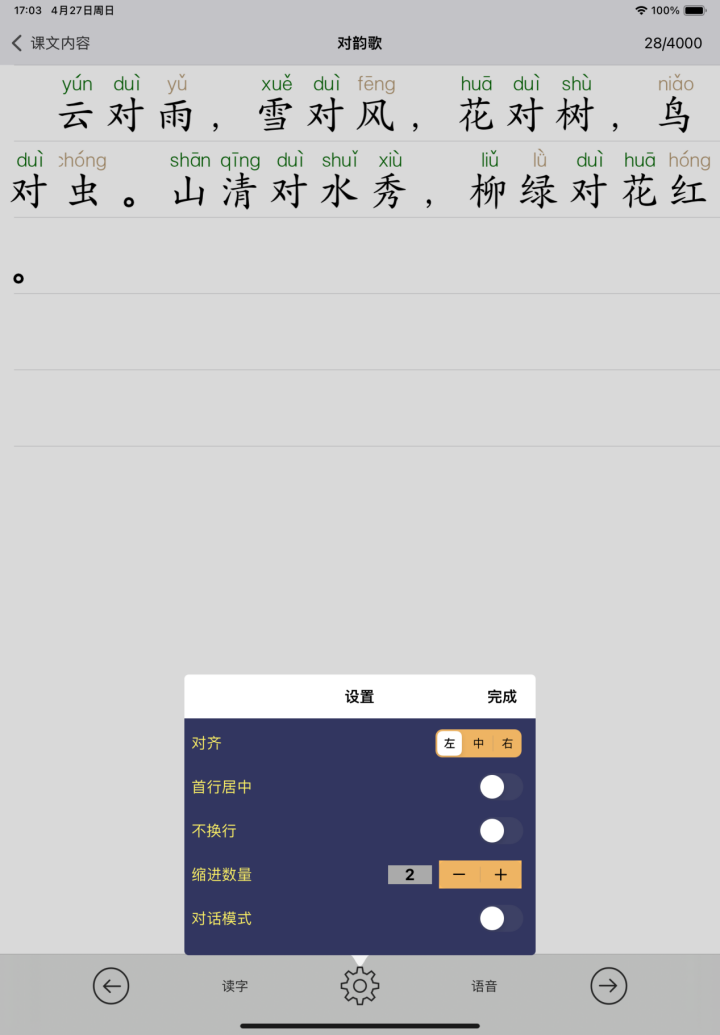 17:03 4月27日周日
100%
课文内容
对韵歌
28/4000
yún duì yǔ xuě duì fēng huā duì shù niǎo
云对雨，雪对风，花对树，鸟
duì chóng shān qīng duì shuǐ xiù liǔ lǜ duì huā hóng
对虫。山清对水秀，柳绿对花红
。
设置
完成
对齐
左 中 右
首行居中
不换行
缩进数量
2 − +
对话模式
读字
语音